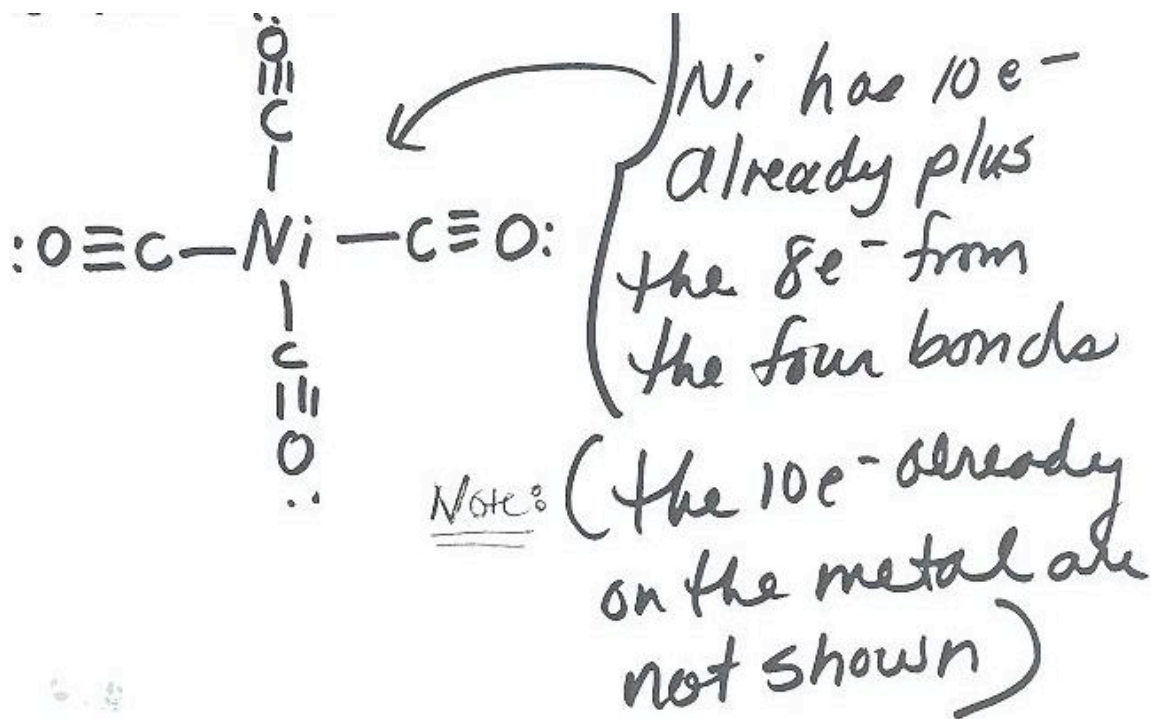 :Ö:
|||
C
|
:O≡C—Ni—C≡O:
|
C
|||
O
..
Ni has 10 e-
already plus
the 8e- from
the four bonds
Note: (the 10e- already
on the metal are
not shown)